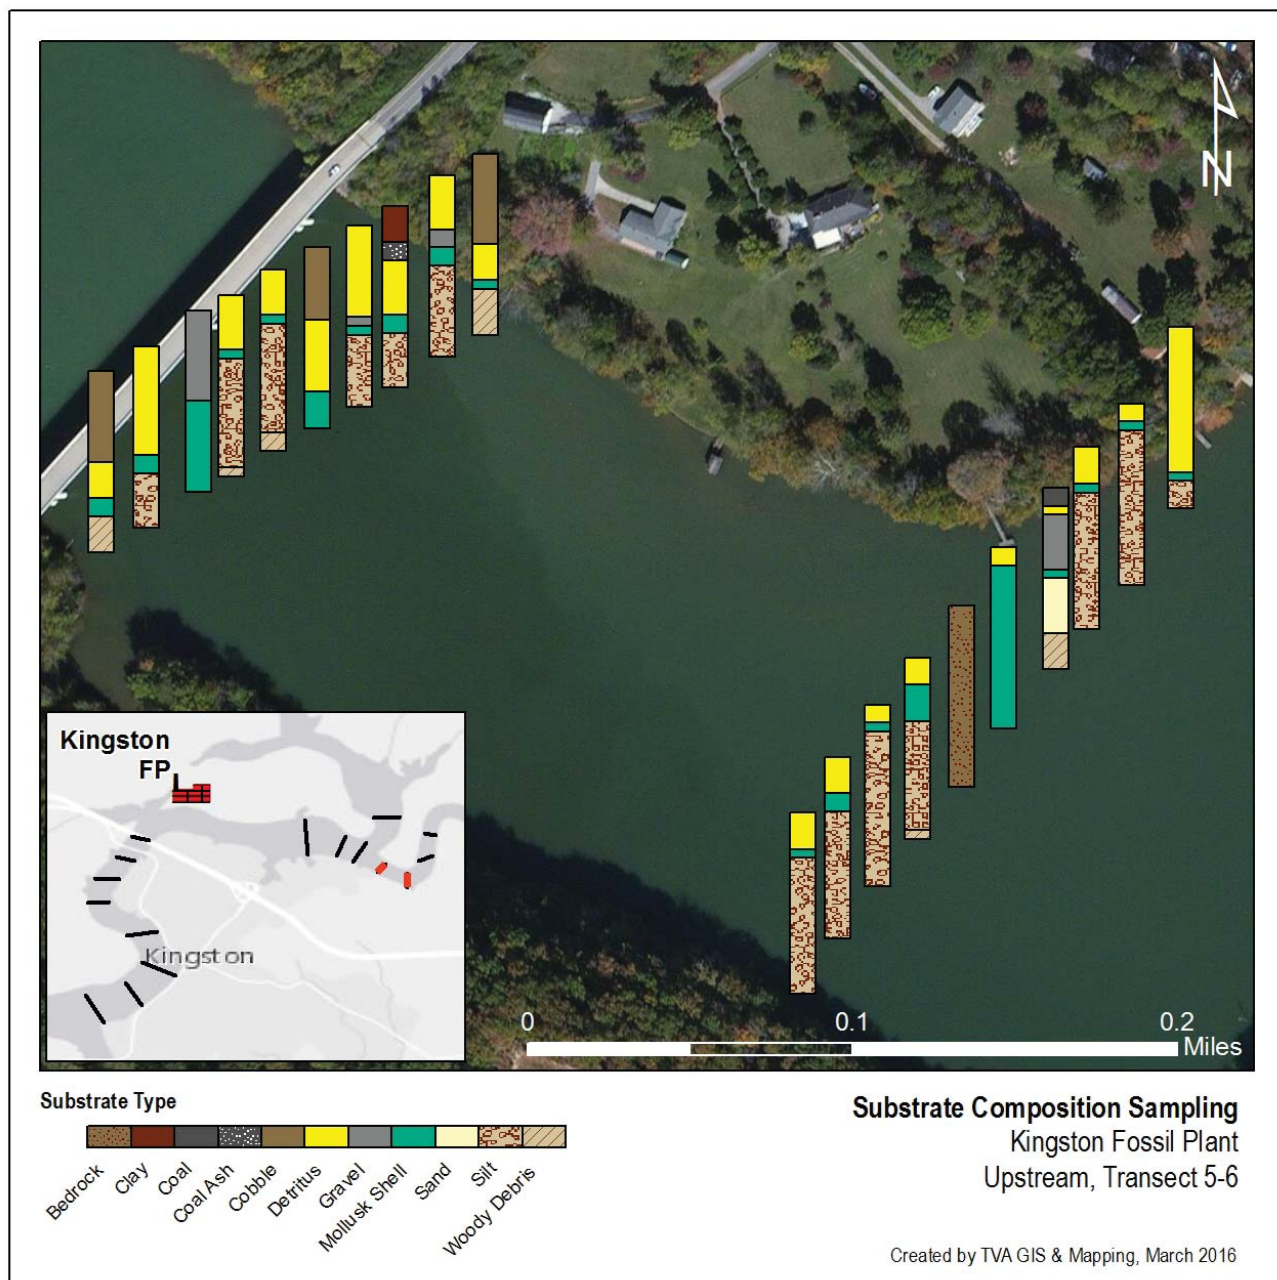 N
Kingston
FP
Kingston
0 0.1 0.2
Miles
Substrate Type
Bedrock
Clay
Coal
Coal Ash
Cobble
Detritus
Gravel
Mollusk Shell
Sand
Silt
Woody Debris
Substrate Composition Sampling
Kingston Fossil Plant
Upstream, Transect 5-6
Created by TVA GIS & Mapping, March 2016